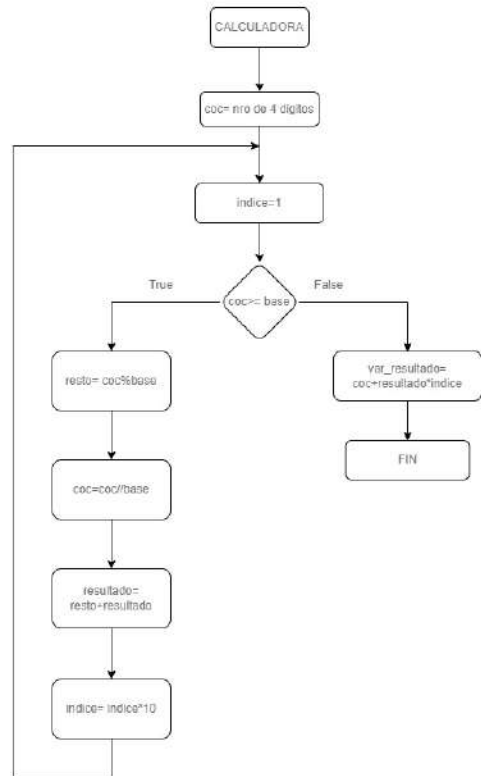 CALCULADORA
coc= nro de 4 digitos
indice=1
True
False
coc>= base
resto= coc%base
var_resultado=
coc+resultado*indice
FIN
coc=coc//base
resultado=
resto+resultado
indice= indice*10